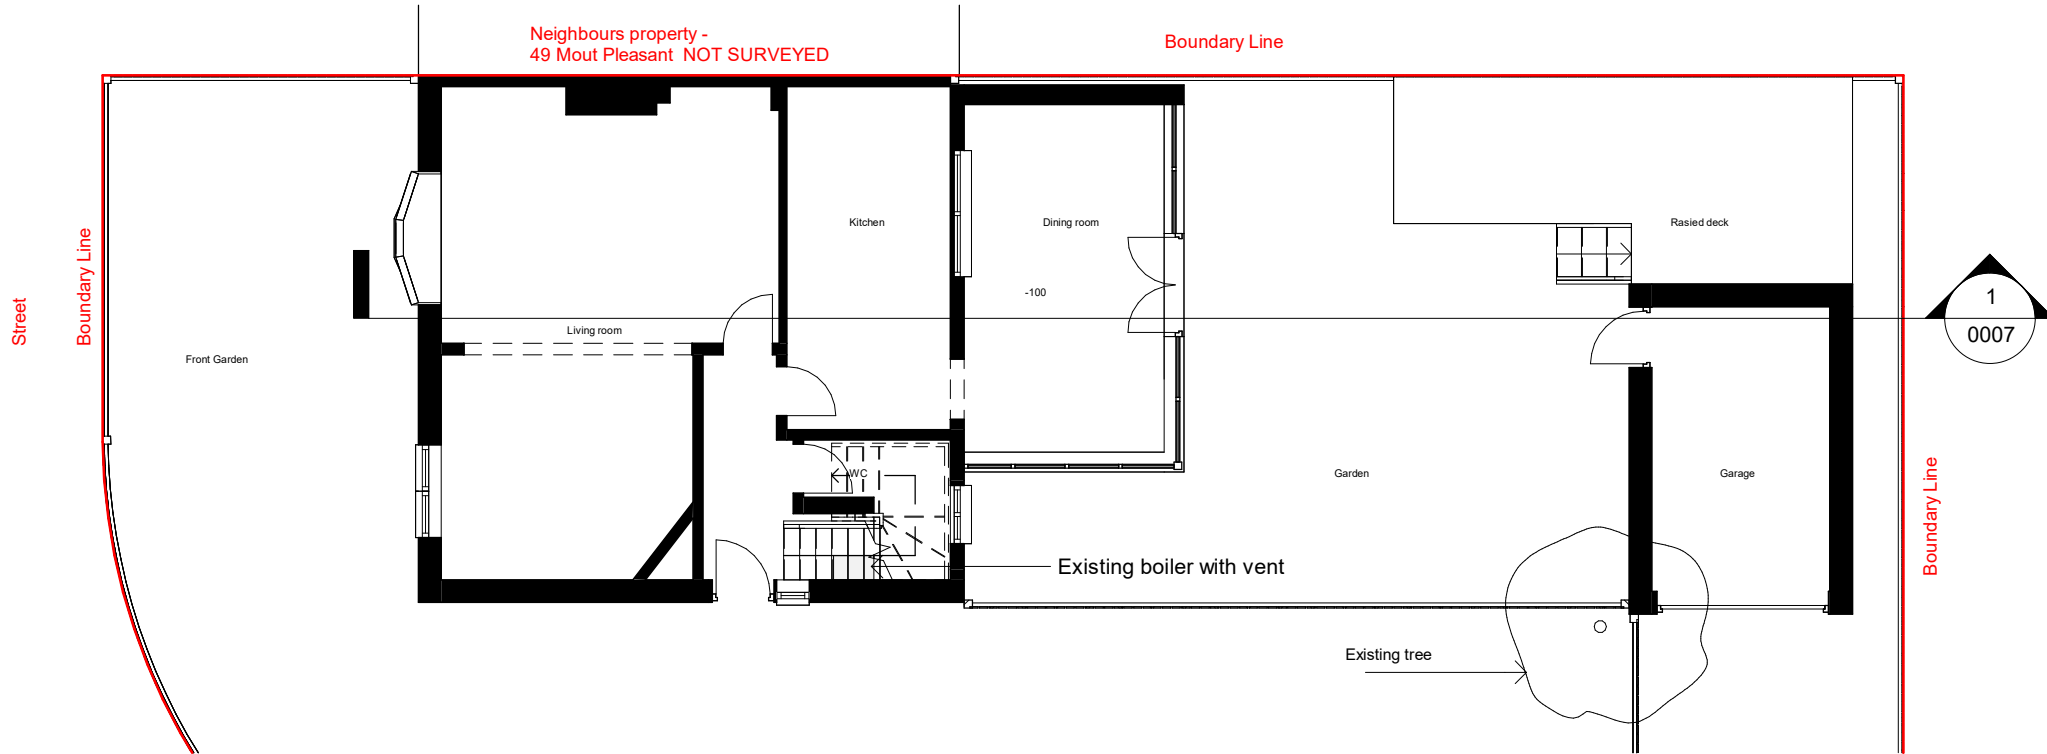 Neighbours property -
49 Mout Pleasant  NOT SURVEYED
Boundary Line
Street
Boundary Line
Front Garden
Living room
Kitchen
Dining room
-100
WC
Existing boiler with vent
Garden
Rasied deck
Garage
Existing tree
Boundary Line
1
0007